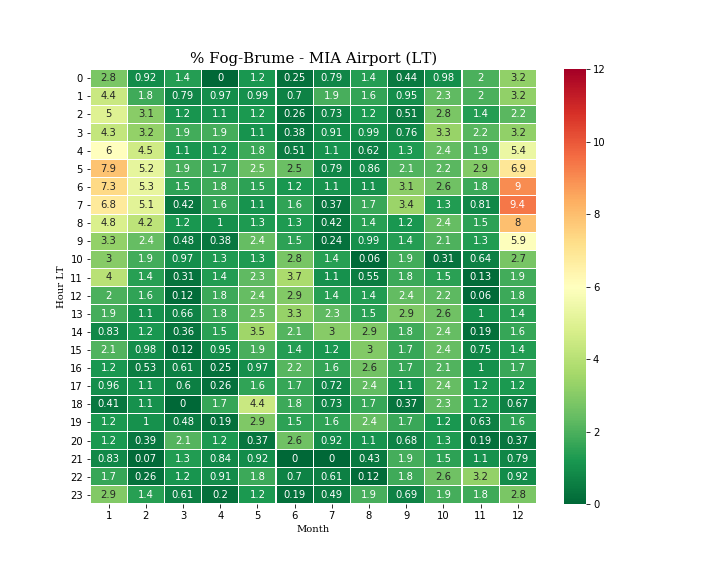 % Fog-Brume - MIA Airport (LT)
0 2.8 0.92 1.4 0 1.2 0.25 0.79 1.4 0.44 0.98 2 3.2
1 4.4 1.8 0.79 0.97 0.99 0.7 1.9 1.6 0.95 2.3 2 3.2
2 5 3.1 1.2 1.1 1.2 0.26 0.73 1.2 0.51 2.8 1.4 2.2
3 4.3 3.2 1.9 1.9 1.1 0.38 0.91 0.99 0.76 3.3 2.2 3.2
4 6 4.5 1.1 1.2 1.8 0.51 1.1 0.62 1.3 2.4 1.9 5.4
5 7.9 5.2 1.9 1.7 2.5 2.5 0.79 0.86 2.1 2.2 2.9 6.9
6 7.3 5.3 1.5 1.8 1.5 1.2 1.1 1.1 3.1 2.6 1.8 9
7 6.8 5.1 0.42 1.6 1.1 1.6 0.37 1.7 3.4 1.3 0.81 9.4
8 4.8 4.2 1.2 1 1.3 1.3 0.42 1.4 1.2 2.4 1.5 8
9 3.3 2.4 0.48 0.38 2.4 1.5 0.24 0.99 1.4 2.1 1.3 5.9
10 3 1.9 0.97 1.3 1.3 2.8 1.4 0.06 1.9 0.31 0.64 2.7
11 4 1.4 0.31 1.4 2.3 3.7 1.1 0.55 1.8 1.5 0.13 1.9
12 2 1.6 0.12 1.8 2.4 2.9 1.4 1.4 2.4 2.2 0.06 1.8
13 1.9 1.1 0.66 1.8 2.5 3.3 2.3 1.5 2.9 2.6 1 1.4
14 0.83 1.2 0.36 1.5 3.5 2.1 3 2.9 1.8 2.4 0.19 1.6
15 2.1 0.98 0.12 0.95 1.9 1.4 1.2 3 1.7 2.4 0.75 1.4
16 1.2 0.53 0.61 0.25 0.97 2.2 1.6 2.6 1.7 2.1 1 1.7
17 0.96 1.1 0.6 0.26 1.6 1.7 0.72 2.4 1.1 2.4 1.2 1.2
18 0.41 1.1 0 1.7 4.4 1.8 0.73 1.7 0.37 2.3 1.2 0.67
19 1.2 1 0.48 0.19 2.9 1.5 1.6 2.4 1.7 1.2 0.63 1.6
20 1.2 0.39 2.1 1.2 0.37 2.6 0.92 1.1 0.68 1.3 0.19 0.37
21 0.83 0.07 1.3 0.84 0.92 0 0 0.43 1.9 1.5 1.1 0.79
22 1.7 0.26 1.2 0.91 1.8 0.7 0.61 0.12 1.8 2.6 3.2 0.92
23 2.9 1.4 0.61 0.2 1.2 0.19 0.49 1.9 0.69 1.9 1.8 2.8
1 2 3 4 5 6 7 8 9 10 11 12
Month
Hour LT
12
10
8
6
4
2
0